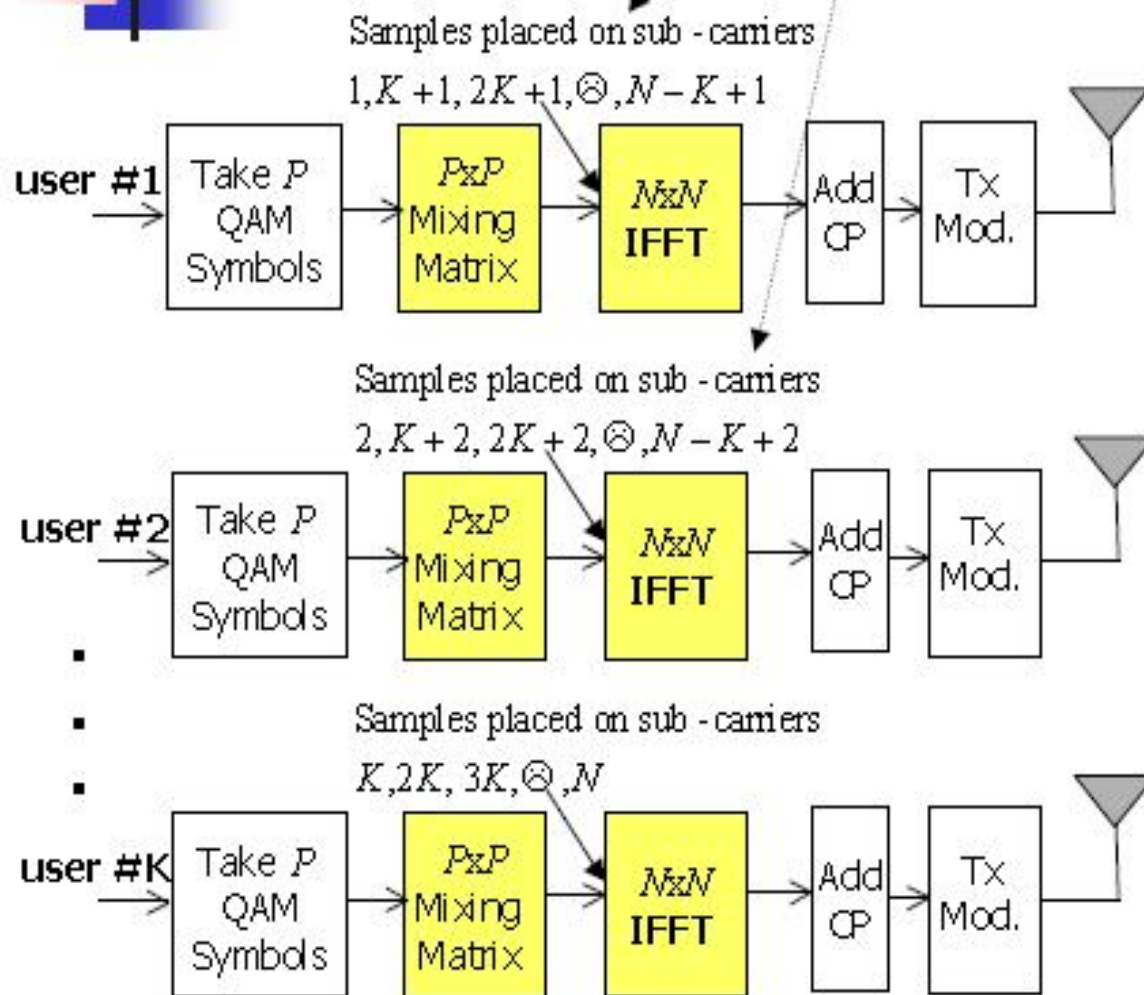 Samples placed on sub - carriers
1, K + 1, 2K + 1, ☹, N − K + 1
user #1
Take P
QAM
Symbols
PxP
Mixing
Matrix
NxN
IFFT
Add
CP
Tx
Mod.
Samples placed on sub - carriers
2, K + 2, 2K + 2, ☹, N − K + 2
user #2
Take P
QAM
Symbols
PxP
Mixing
Matrix
NxN
IFFT
Add
CP
Tx
Mod.
Samples placed on sub - carriers
K, 2K, 3K, ☹, N
user #K
Take P
QAM
Symbols
PxP
Mixing
Matrix
NxN
IFFT
Add
CP
Tx
Mod.